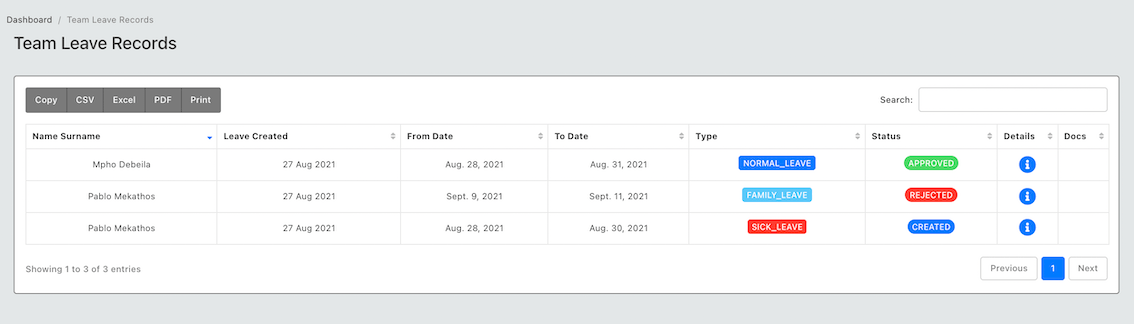 Dashboard / Team Leave Records
Team Leave Records
Copy CSV Excel PDF Print Search:
Name Surname Leave Created From Date To Date Type Status Details Docs
Mpho Debeila 27 Aug 2021 Aug. 28, 2021 Aug. 31, 2021 NORMAL_LEAVE APPROVED
Pablo Mekathos 27 Aug 2021 Sept. 9, 2021 Sept. 11, 2021 FAMILY_LEAVE REJECTED
Pablo Mekathos 27 Aug 2021 Aug. 28, 2021 Aug. 30, 2021 SICK_LEAVE CREATED
Showing 1 to 3 of 3 entries Previous 1 Next